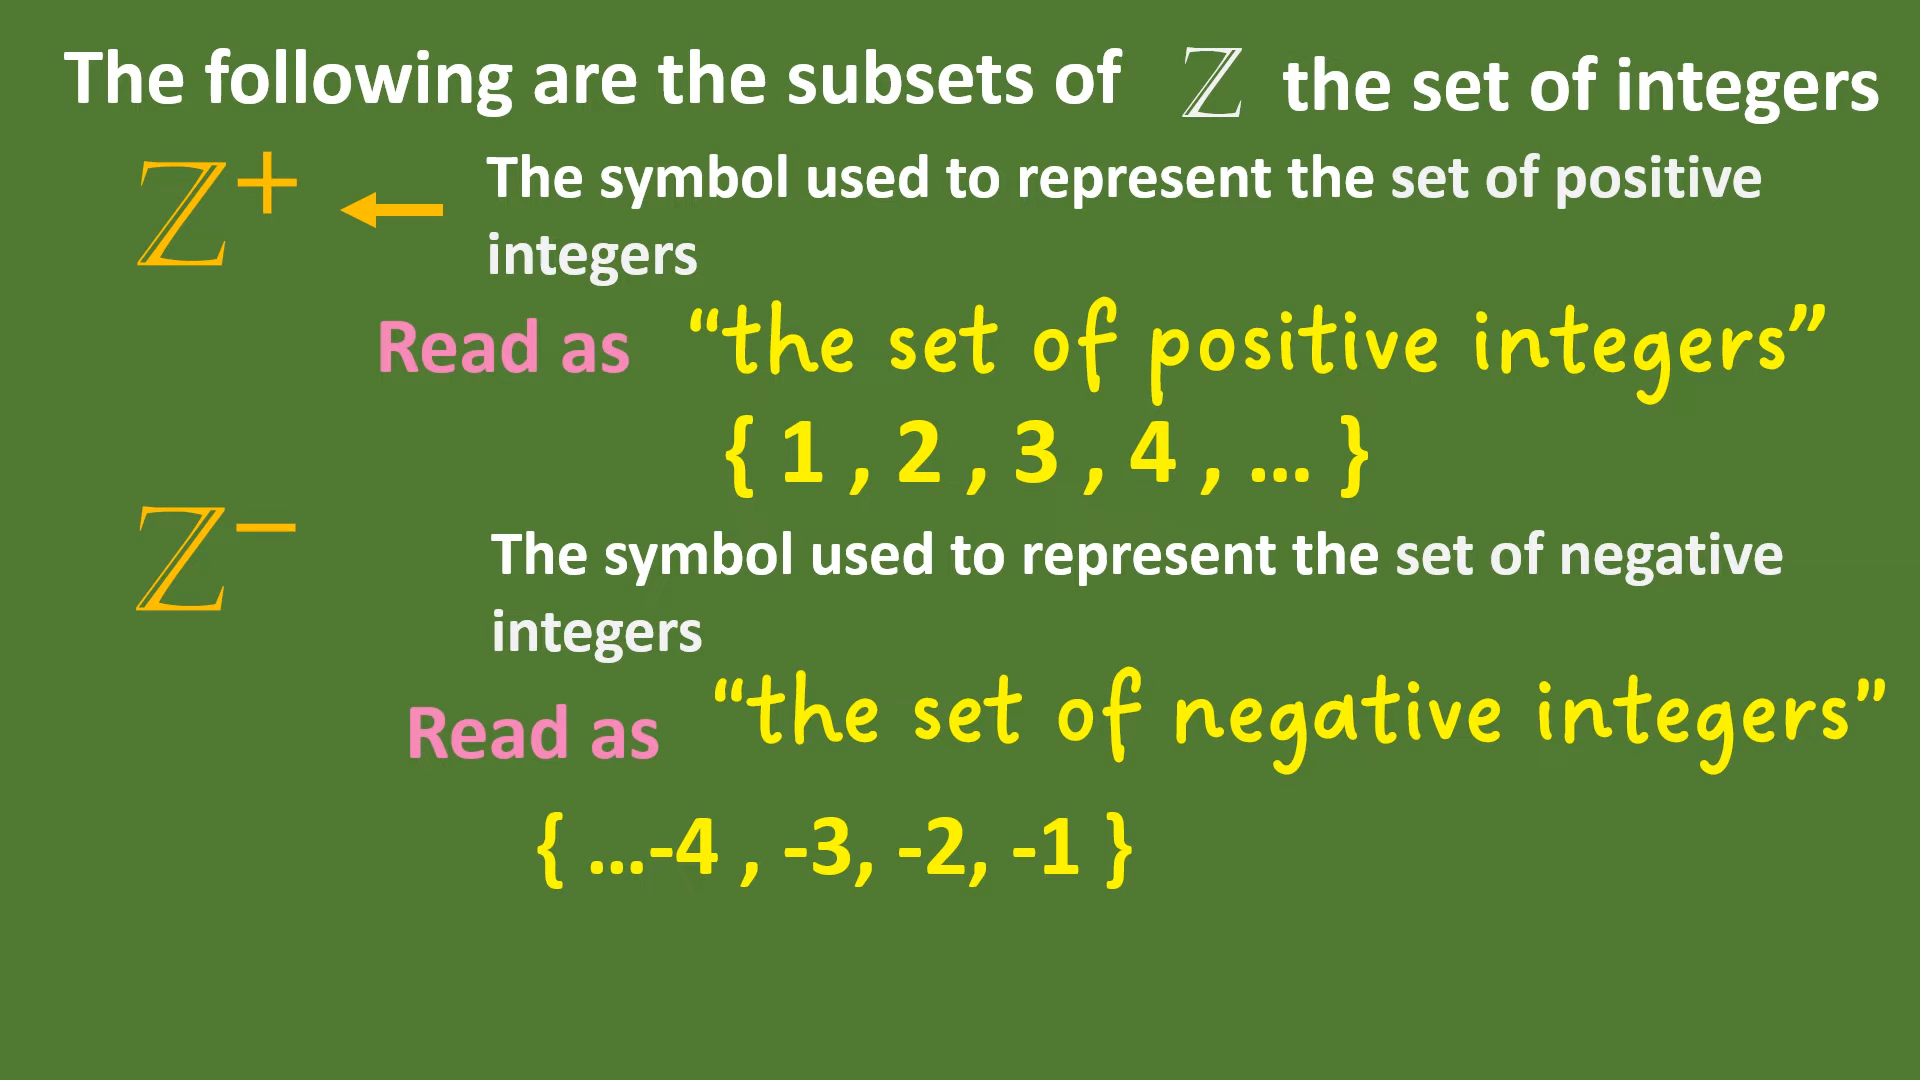 The following are the subsets of ℤ the set of integers
ℤ⁺ The symbol used to represent the set of positive
integers
Read as “the set of positive integers”
{ 1 , 2 , 3 , 4 , ... }
ℤ⁻ The symbol used to represent the set of negative
integers
Read as “the set of negative integers”
{ ...-4 , -3, -2, -1 }